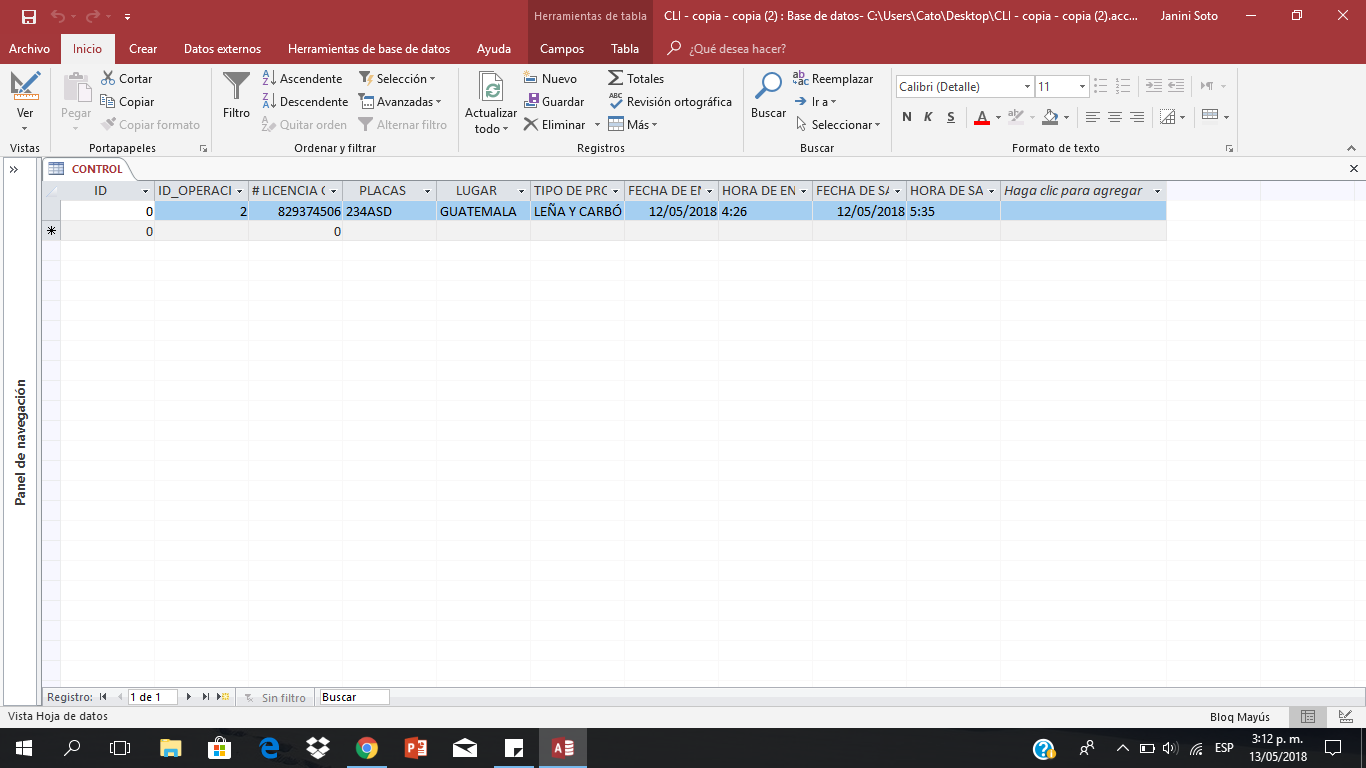 Herramientas de tabla
CLI - copia - copia (2) : Base de datos- C:\Users\Cato\Desktop\CLI - copia - copia (2).acc...
Janini Soto
Archivo Inicio Crear Datos externos Herramientas de base de datos Ayuda Campos Tabla ¿Qué desea hacer?
Ver
Vistas
Pegar
Cortar
Copiar
Copiar formato
Portapapeles
Filtro
Ascendente
Descendente
Quitar orden
Selección
Avanzadas
Alternar filtro
Ordenar y filtrar
Actualizar
todo
Nuevo
Guardar
Eliminar
Totales
Revisión ortográfica
Más
Registros
Buscar
Reemplazar
Ir a
Seleccionar
Buscar
Calibri (Detalle) 11
N K S A
Formato de texto
CONTROL
ID ID_OPERACI # LICENCIA C PLACAS LUGAR TIPO DE PRO FECHA DE EN HORA DE EN FECHA DE SA HORA DE SA Haga clic para agregar
0 2 829374506 234ASD GUATEMALA LEÑA Y CARBÓ 12/05/2018 4:26 12/05/2018 5:35
0 0
Panel de navegación
Registro: 1 de 1 Sin filtro Buscar
Vista Hoja de datos
Bloq Mayús
ESP
3:12 p. m.
13/05/2018